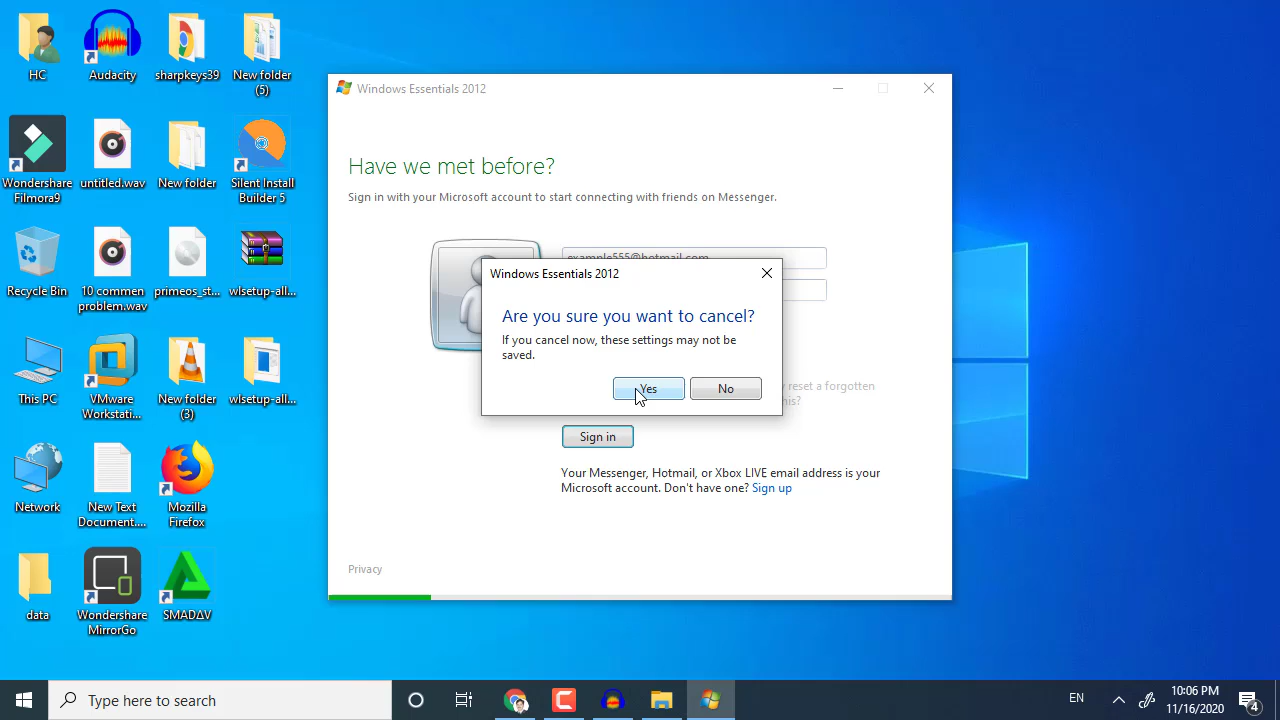 HC
Audacity
sharpkeys39
New folder
(5)
Wondershare
Filmora9
untitled.wav
New folder
Silent Install
Builder 5
Recycle Bin
10 commen
problem.wav
primeos_st...
wlsetup-all...
This PC
VMware
Workstati...
New folder
(3)
wlsetup-all...
Network
New Text
Document....
Mozilla
Firefox
data
Wondershare
MirrorGo
SMADΔV
Windows Essentials 2012
Have we met before?
Sign in with your Microsoft account to start connecting with friends on Messenger.
example555@hotmail.com
Windows Essentials 2012
Are you sure you want to cancel?
If you cancel now, these settings may not be
saved.
Yes
No
reset a forgotten
this?
Sign in
Your Messenger, Hotmail, or Xbox LIVE email address is your
Microsoft account. Don't have one? Sign up
Privacy
Type here to search
EN
10:06 PM
11/16/2020
4